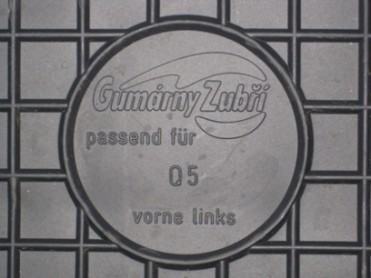 Gumárny Zubří
passend für
Q5
vorne links